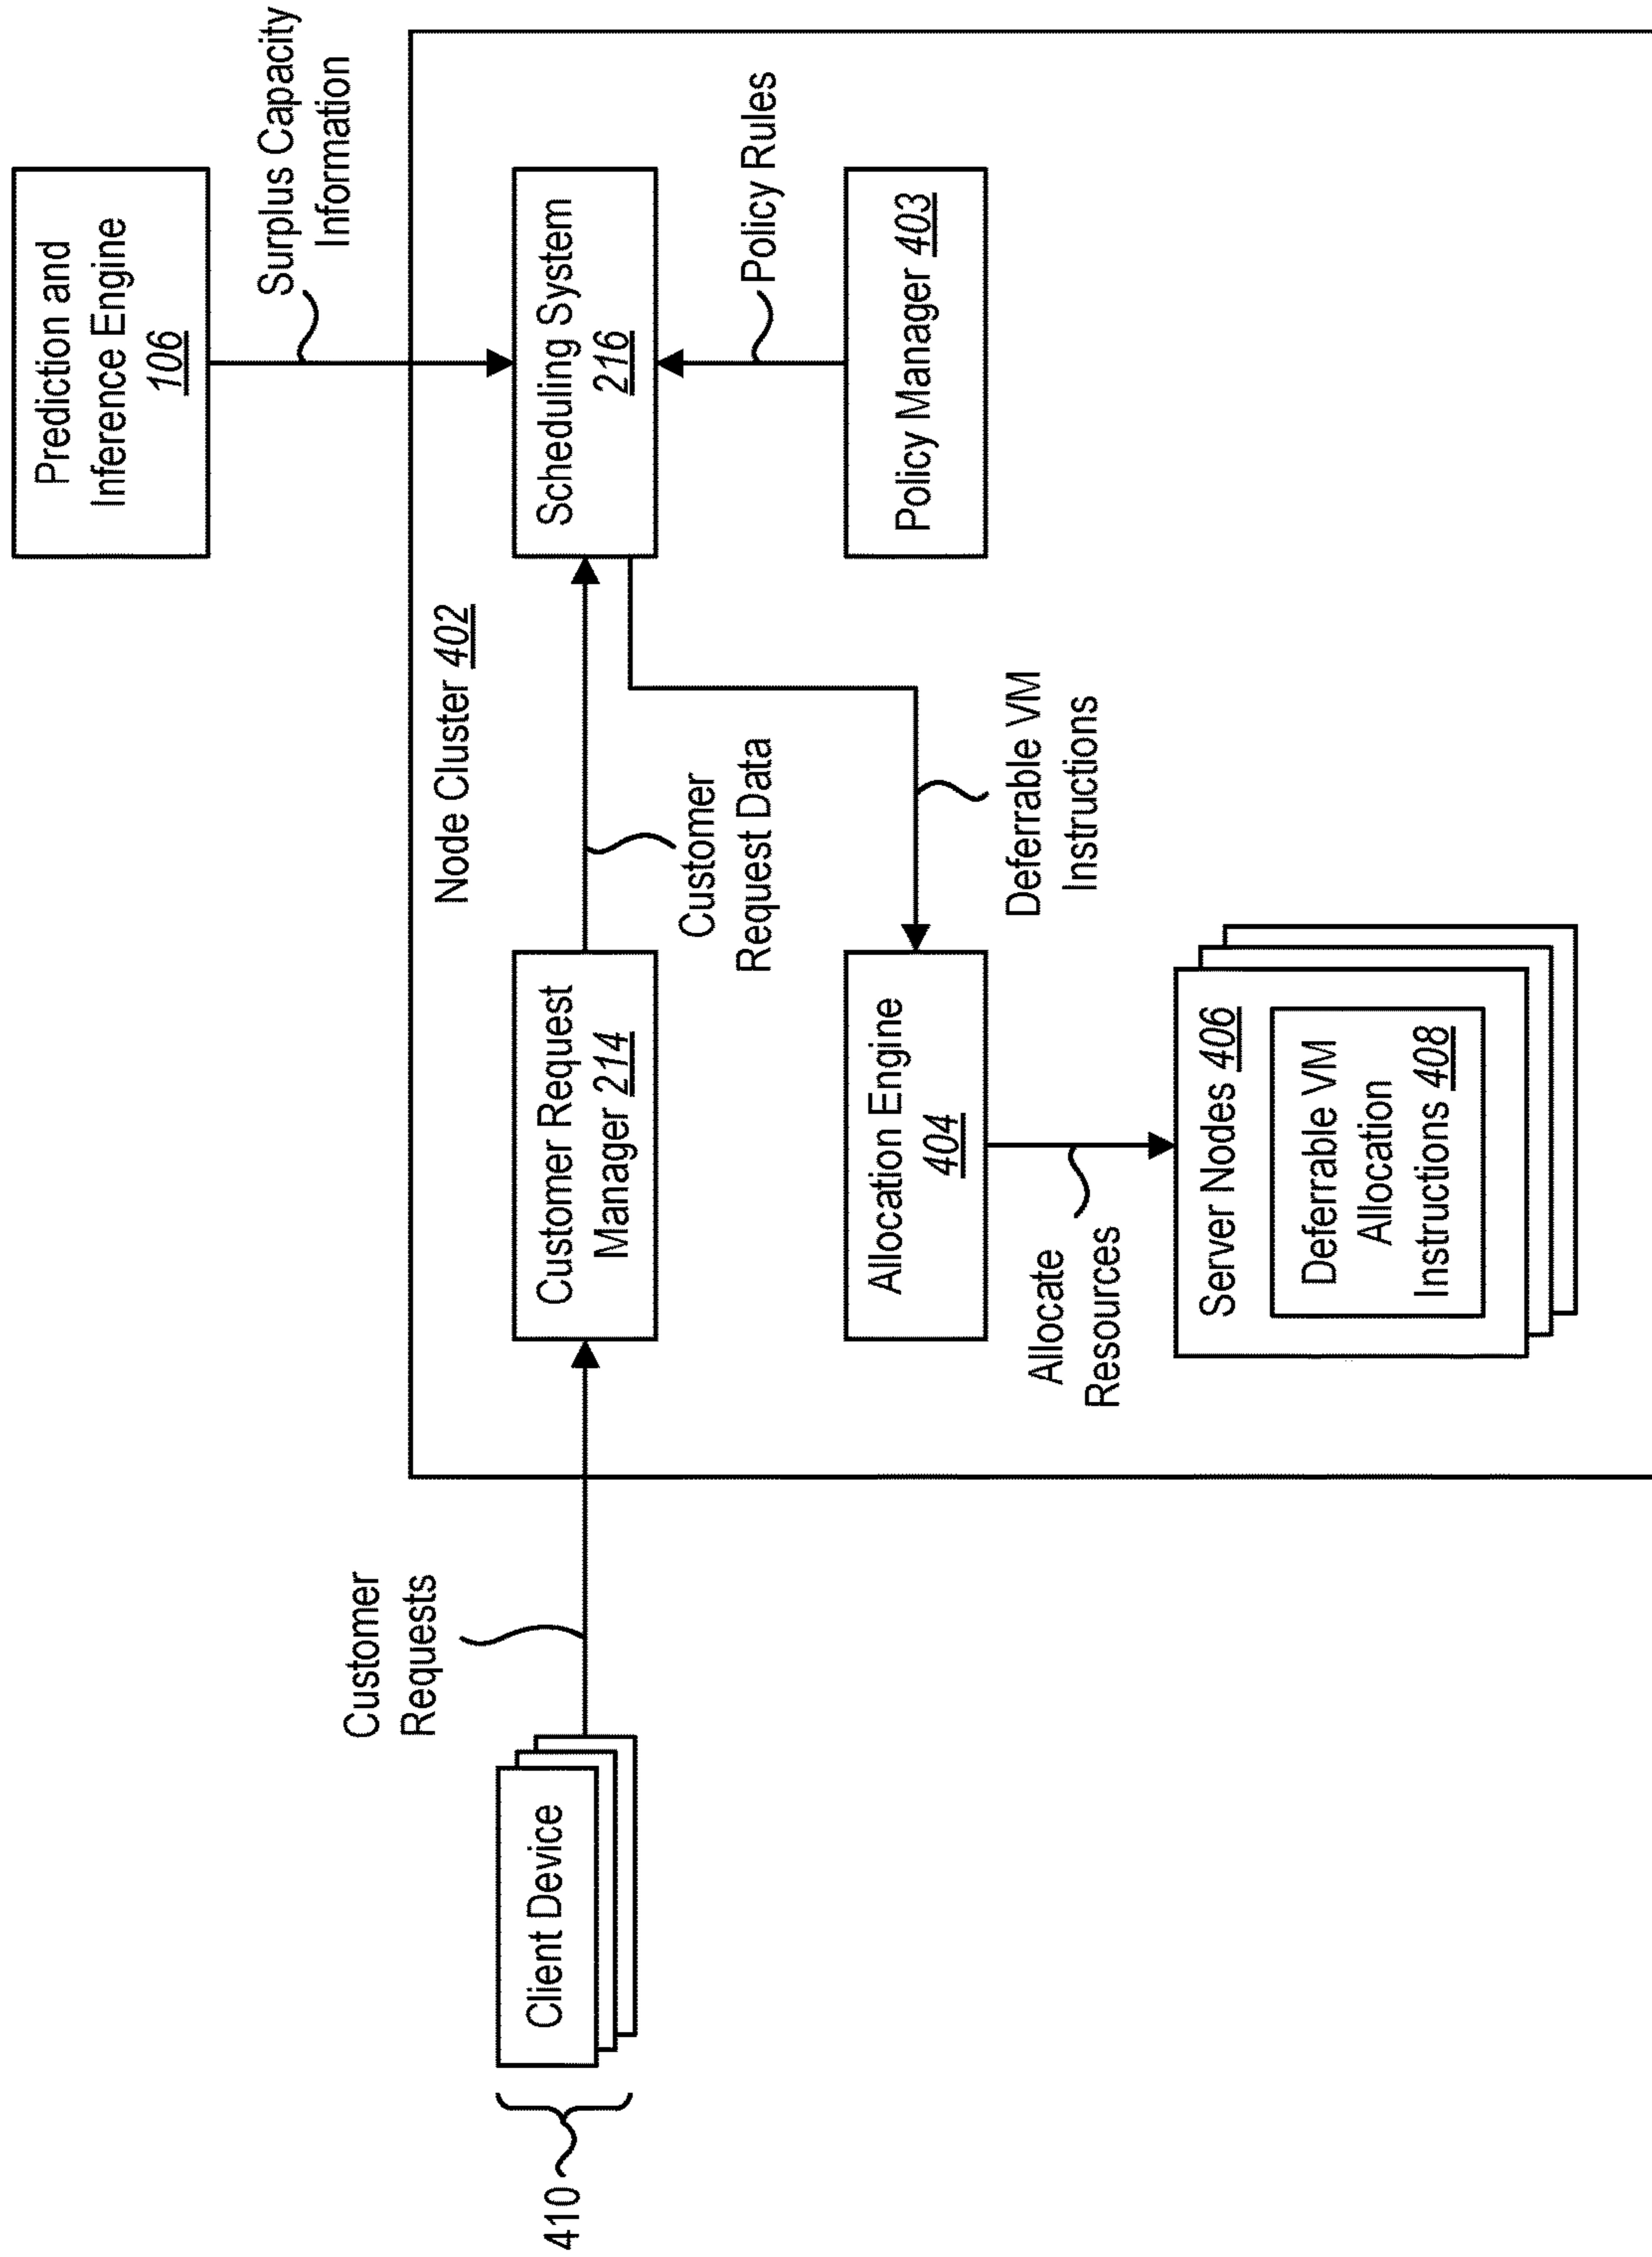 Prediction and
Inference Engine
106
Surplus Capacity
Information
Node Cluster 402
Customer
Requests
410
Client Device
Customer Request
Manager 214
Customer
Request Data
Scheduling System
216
Policy Rules
Policy Manager 403
Allocation Engine
404
Deferrable VM
Instructions
Allocate
Resources
Server Nodes 406
Deferrable VM
Allocation
Instructions 408